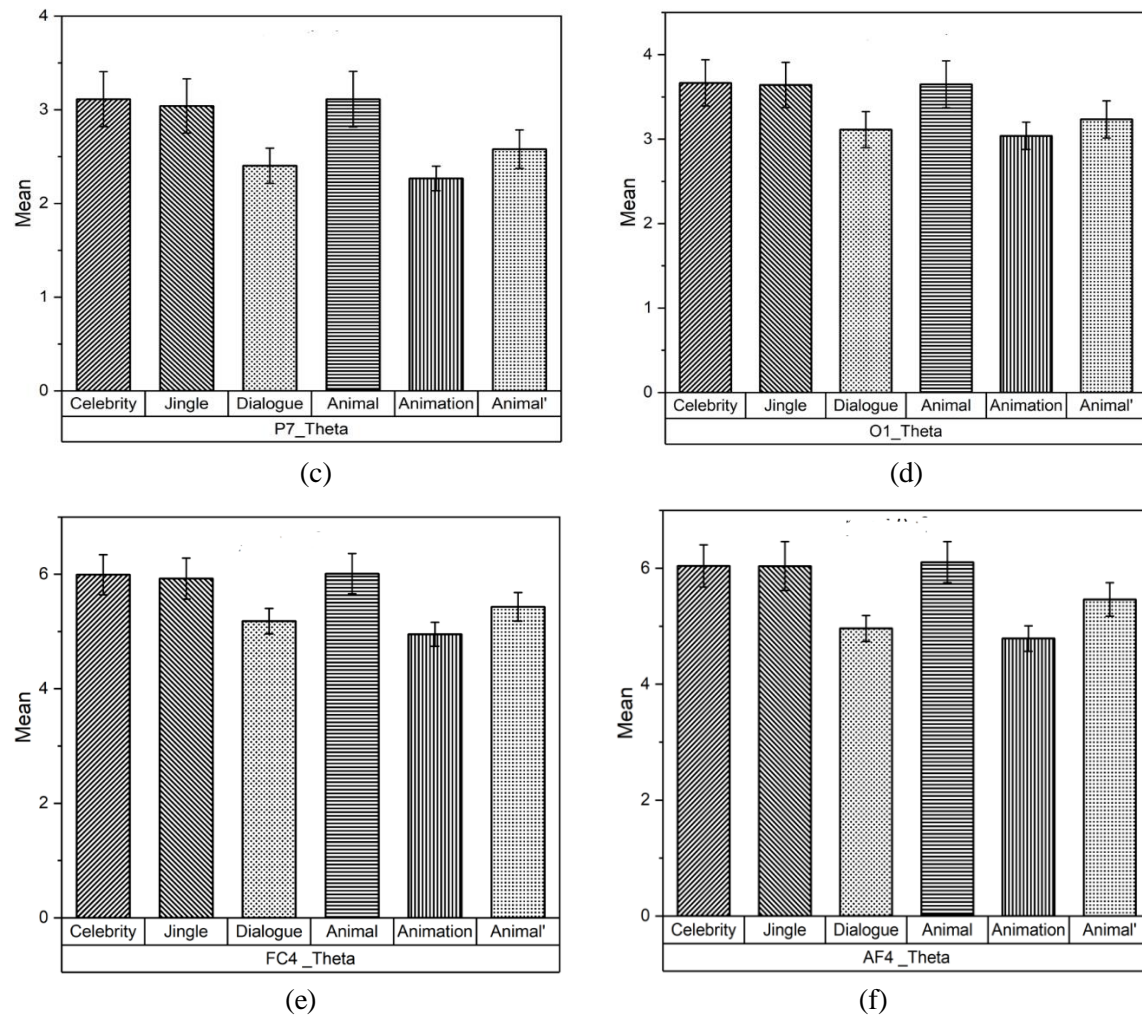 4
3
2
1
0
Mean
Celebrity Jingle Dialogue Animal Animation Animal'
P7_Theta
(c)
4
3
2
1
0
Mean
Celebrity Jingle Dialogue Animal Animation Animal'
O1_Theta
(d)
6
4
2
0
Mean
Celebrity Jingle Dialogue Animal Animation Animal'
FC4 _Theta
(e)
6
4
2
0
Mean
Celebrity Jingle Dialogue Animal Animation Animal'
AF4 _Theta
(f)